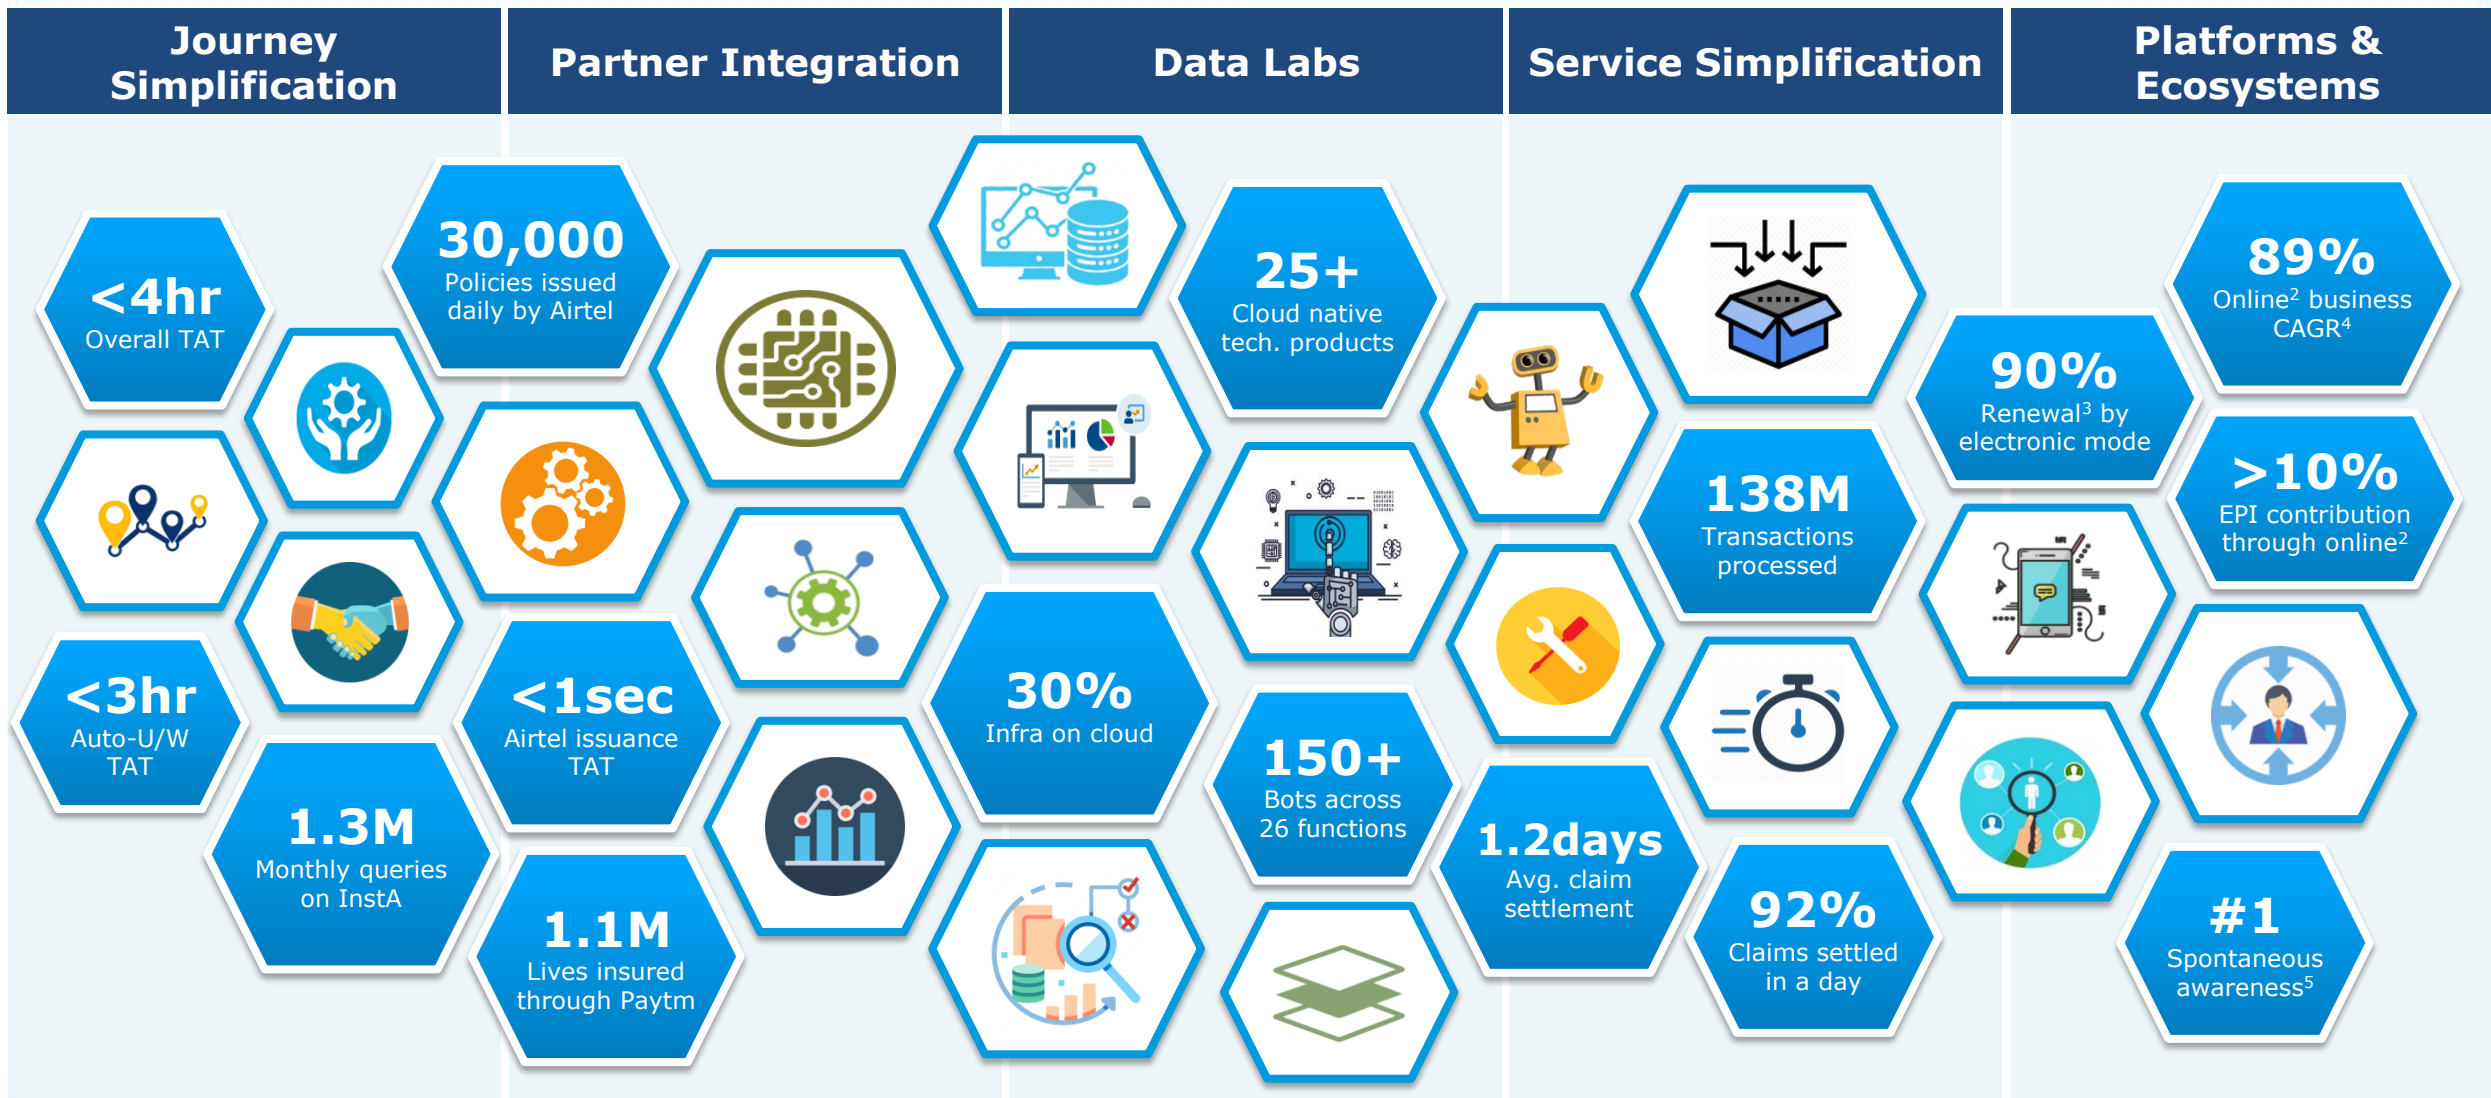 Journey
Simplification
Partner Integration
Data Labs
Service Simplification
Platforms &
Ecosystems
<4hr
Overall TAT
<3hr
Auto-U/W
TAT
1.3M
Monthly queries
on InstA
30,000
Policies issued
daily by Airtel
<1sec
Airtel issuance
TAT
1.1M
Lives insured
through Paytm
30%
Infra on cloud
25+
Cloud native
tech. products
150+
Bots across
26 functions
1.2days
Avg. claim
settlement
138M
Transactions
processed
92%
Claims settled
in a day
90%
Renewal³ by
electronic mode
89%
Online² business
CAGR⁴
>10%
EPI contribution
through online²
#1
Spontaneous
awareness⁵